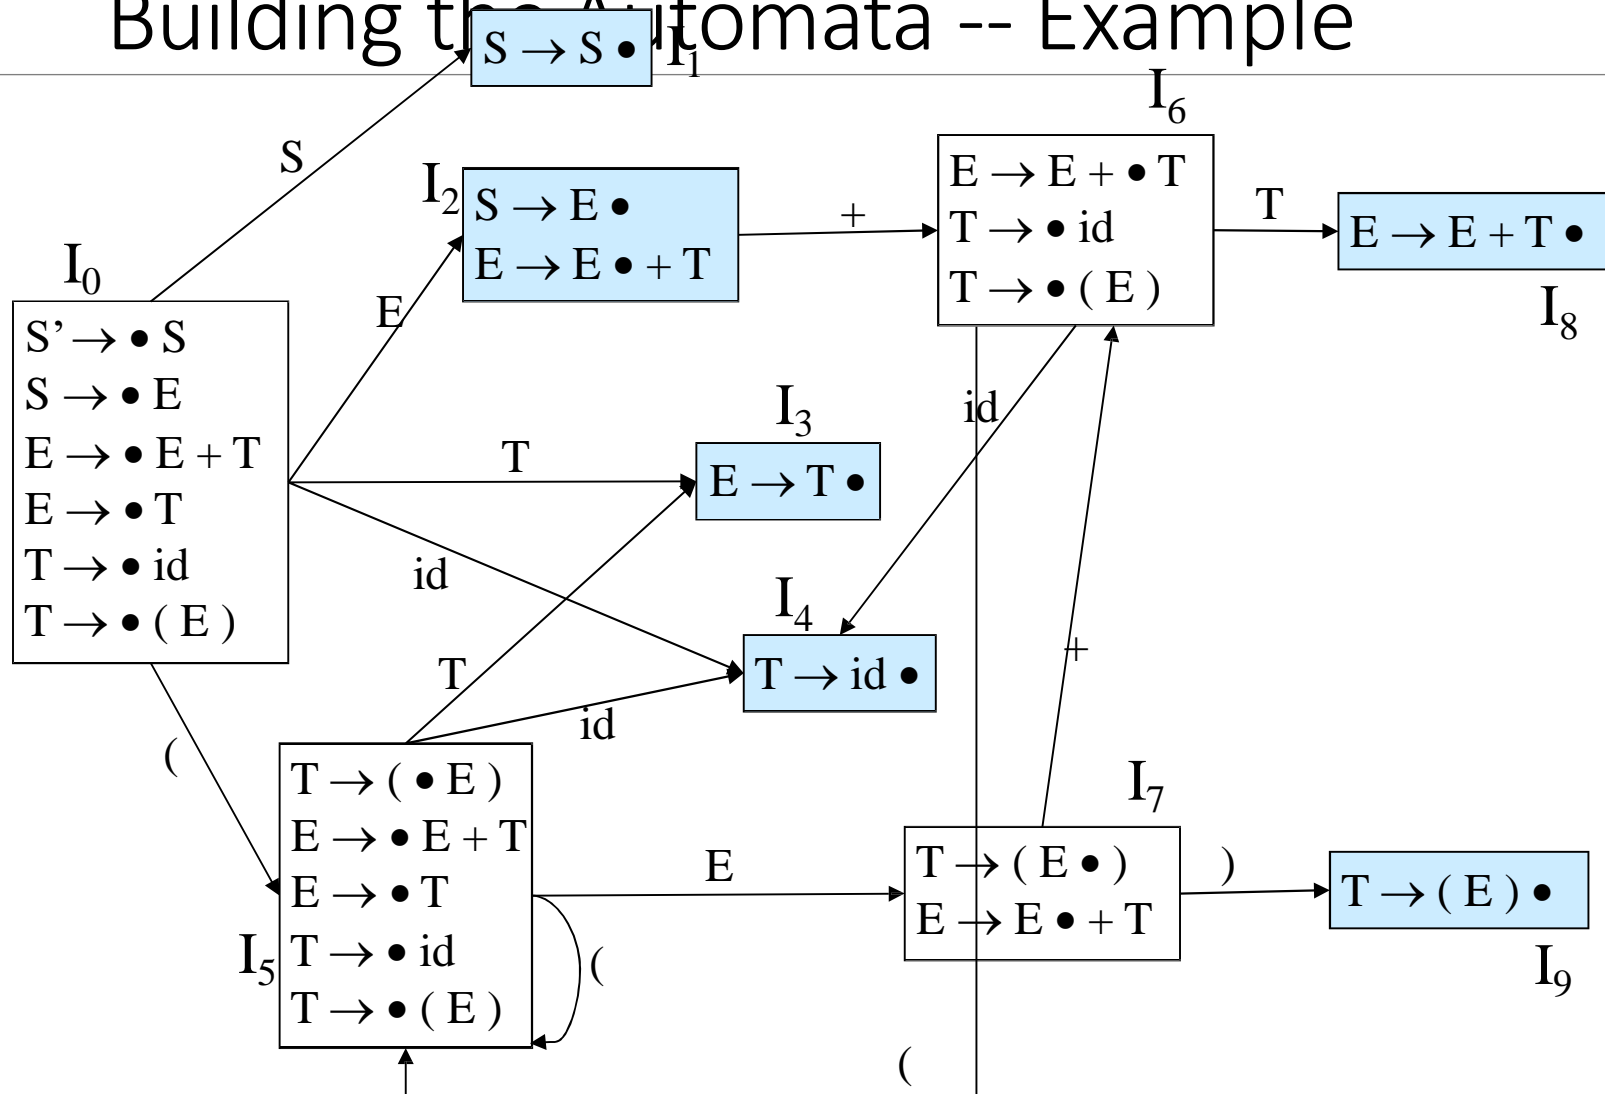 Building the Automata -- Example
S → S •
I1
S
I6
I2
S → E •
E → E • + T
+
E → E + • T
T → • id
T → • ( E )
T
E → E + T •
I8
I0
E
S’ → • S
S → • E
E → • E + T
E → • T
T → • id
T → • ( E )
T
I3
E → T •
id
id
I4
T → id •
T
id
+
(
T → ( • E )
E → • E + T
E → • T
T → • id
T → • ( E )
I5
E
(
I7
T → ( E • )
E → E • + T
)
T → ( E ) •
I9
(